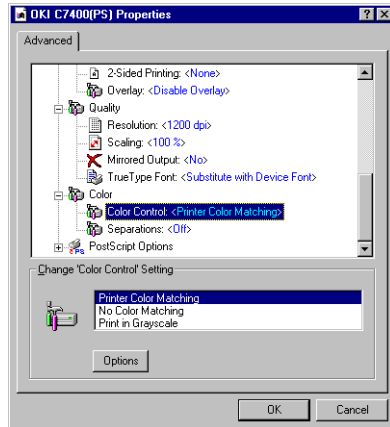 OKI C7400(PS) Properties
Advanced
2-Sided Printing: <None>
Overlay: <Disable Overlay>
Quality
Resolution: <1200 dpi>
Scaling: <100 %>
Mirrored Output: <No>
TrueType Font: <Substitute with Device Font>
Color
Color Control: <Printer Color Matching>
Separations: <Off>
PostScript Options
Change 'Color Control' Setting
Printer Color Matching
No Color Matching
Print in Grayscale
Options
OK Cancel